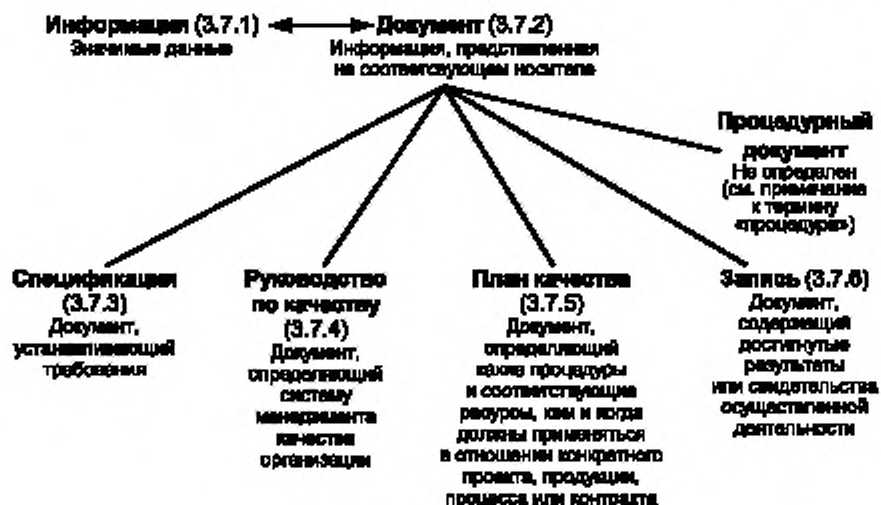 Информация (3.7.1)
Значимые данные
Документ (3.7.2)
Информация, представленная
на соответсвующем носителе
Процедурный
документ
Не определен
(см. примечание
к термину
«процедура»)
Спецификация
(3.7.3)
Документ,
устанавливающий
требования
Руководство
по качеству
(3.7.4)
Документ,
определяющий
систему
менеджмента
качества
организации
План качества
(3.7.5)
Документ,
определяющий
какие процедуры
и соответствующие
ресурсы, кем и когда
должны применяться
в отношении конкретного
проекта, продукции,
процесса или контракта
Запись (3.7.6)
Документ,
содержащий
достигнутые
результаты
или свидетельства
осуществленной
деятельности